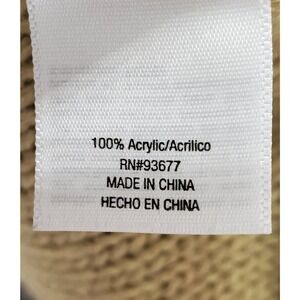 100% Acrylic/Acrilico
RN#93677
MADE IN CHINA
HECHO EN CHINA